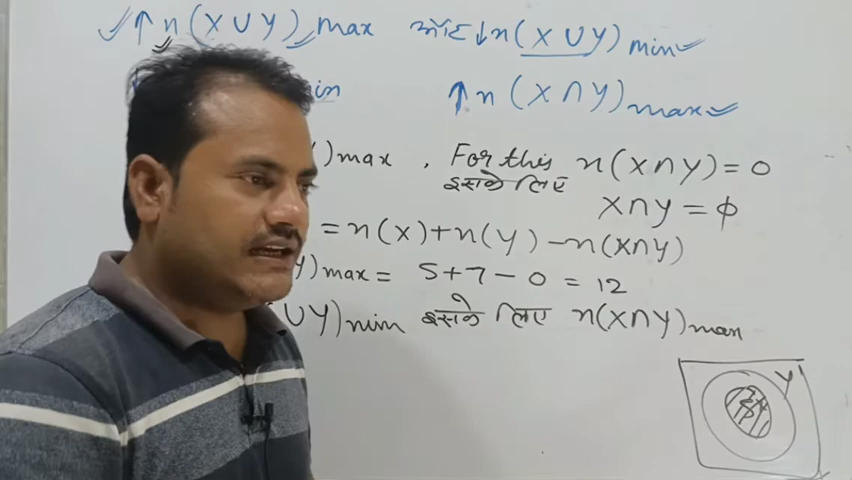 ↑n(X∪Y) max और ↓n(X∪Y) min
min ↑n(X∩Y) max
Y) max , For this n(X∩Y) = 0
इसके लिए X∩Y = ϕ
= n(X)+n(Y) - n(X∩Y)
Y) max = 5+7-0 = 12
∪Y) min इसके लिए n(X∩Y) max
Y